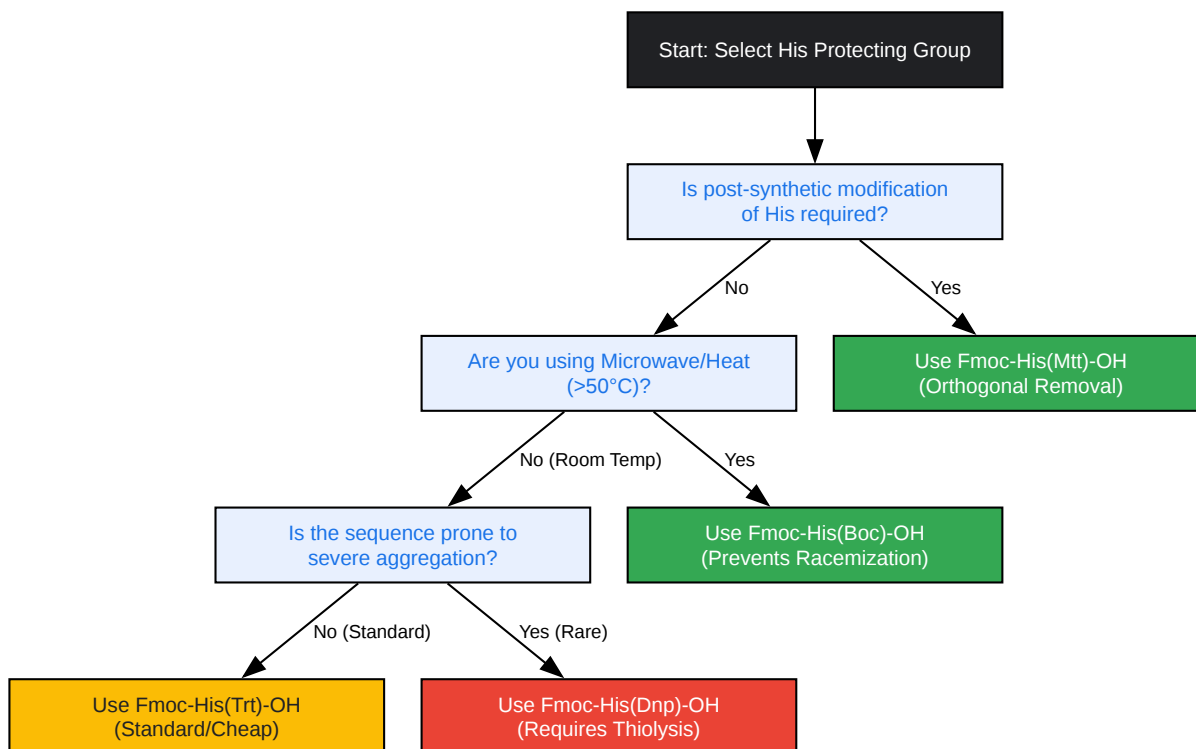 Start: Select His Protecting Group
Is post-synthetic modification
of His required?
No
Yes
Are you using Microwave/Heat
(>50°C)?
Use Fmoc-His(Mtt)-OH
(Orthogonal Removal)
No (Room Temp)
Yes
Is the sequence prone to
severe aggregation?
Use Fmoc-His(Boc)-OH
(Prevents Racemization)
No (Standard)
Yes (Rare)
Use Fmoc-His(Trt)-OH
(Standard/Cheap)
Use Fmoc-His(Dnp)-OH
(Requires Thiolysis)